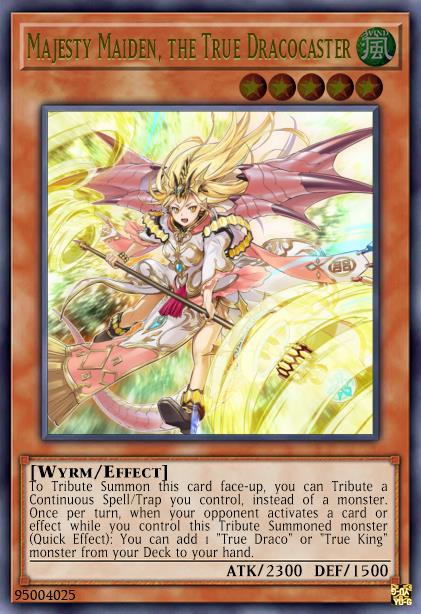 MAJESTY MAIDEN, THE TRUE DRACOCASTER
WIND
風
[WYRM/EFFECT]
To Tribute Summon this card face-up, you can Tribute a
Continuous Spell/Trap you control, instead of a monster.
Once per turn, when your opponent activates a card or
effect while you control this Tribute Summoned monster
(Quick Effect): You can add 1 "True Draco" or "True King"
monster from your Deck to your hand.
ATK/2300 DEF/1500
95004025